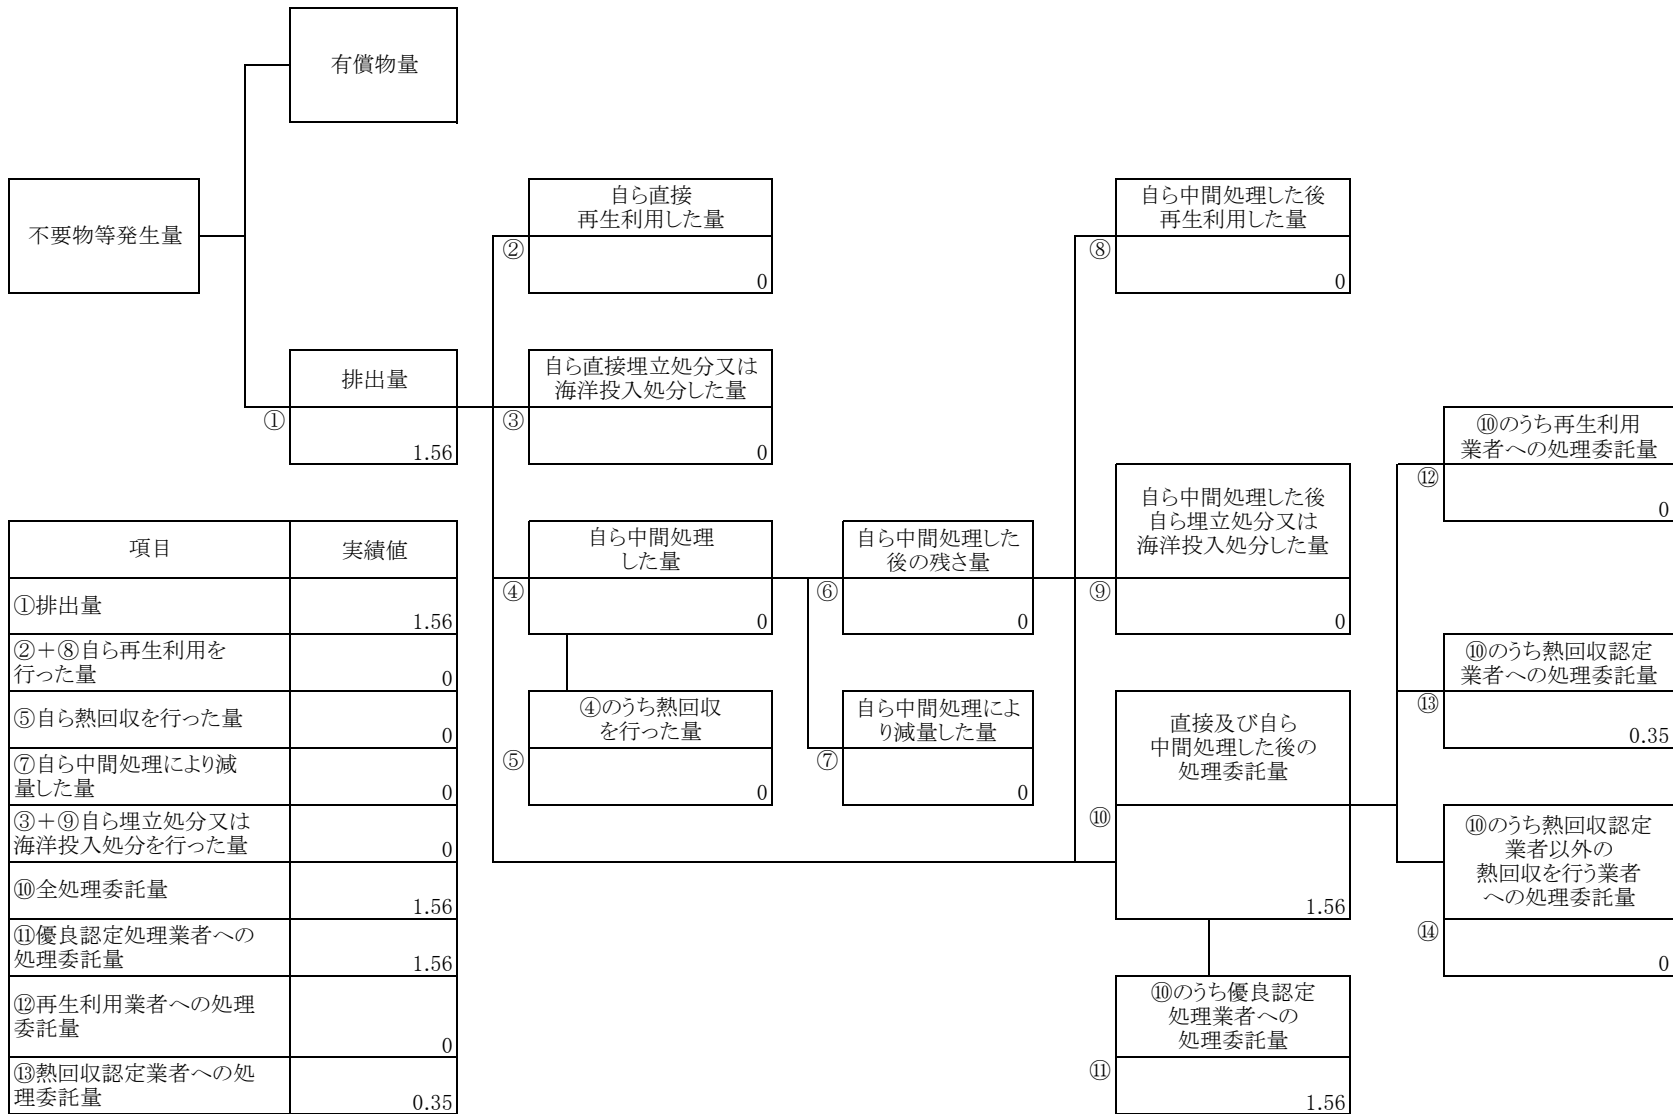 有償物量
不要物等発生量
自ら直接
再生利用した量
②
0
自ら中間処理した後
再生利用した量
⑧
0
排出量
①
1.56
自ら直接埋立処分又は
海洋投入処分した量
③
0
⑩のうち再生利用
業者への処理委託量
⑫
0
自ら中間処理した後
自ら埋立処分又は
海洋投入処分した量
⑨
0
自ら中間処理
した量
④
0
自ら中間処理した
後の残さ量
⑥
0
⑩のうち熱回収認定
業者への処理委託量
⑬
0.35
④のうち熱回収
を行った量
⑤
0
自ら中間処理によ
り減量した量
⑦
0
直接及び自ら
中間処理した後の
処理委託量
⑩
1.56
⑩のうち熱回収認定
業者以外の
熱回収を行う業者
への処理委託量
⑭
0
⑩のうち優良認定
処理業者への
処理委託量
⑪
1.56
項目 実績値
①排出量 1.56
②+⑧自ら再生利用を
行った量 0
⑤自ら熱回収を行った量 0
⑦自ら中間処理により減
量した量 0
③+⑨自ら埋立処分又は
海洋投入処分を行った量 0
⑩全処理委託量 1.56
⑪優良認定処理業者への
処理委託量 1.56
⑫再生利用業者への処理
委託量 0
⑬熱回収認定業者への処
理委託量 0.35